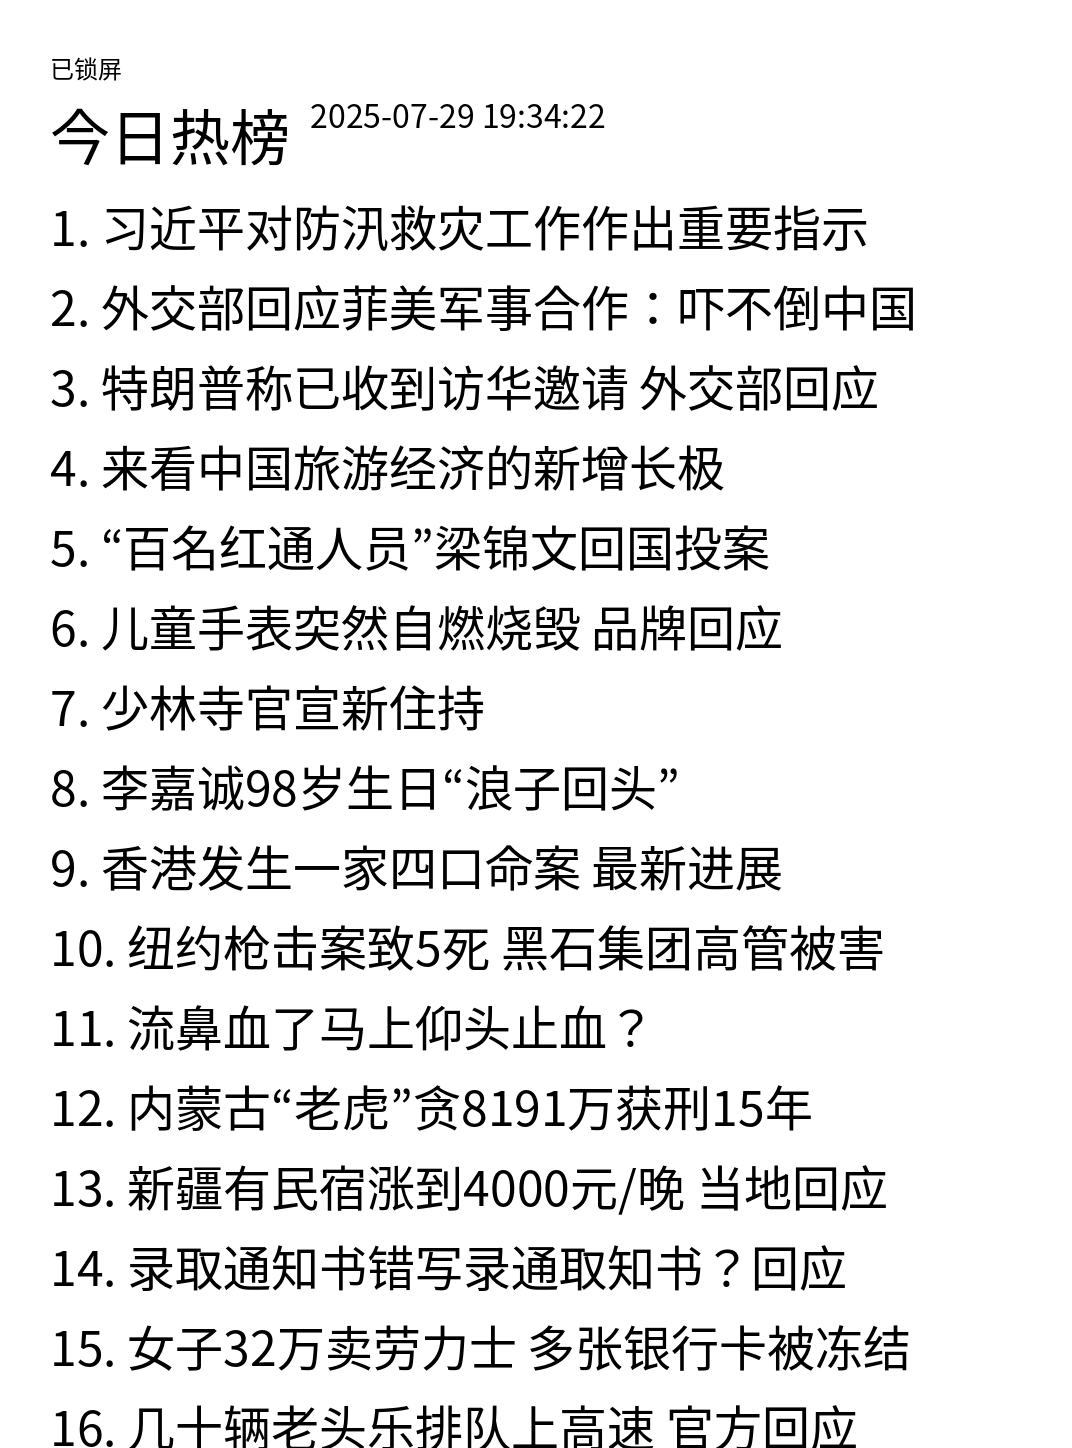 已锁屏
今日热榜 2025-07-29 19:34:22
1. 习近平对防汛救灾工作作出重要指示
2. 外交部回应菲美军事合作：吓不倒中国
3. 特朗普称已收到访华邀请 外交部回应
4. 来看中国旅游经济的新增长极
5. “百名红通人员”梁锦文回国投案
6. 儿童手表突然自燃烧毁 品牌回应
7. 少林寺官宣新住持
8. 李嘉诚98岁生日“浪子回头”
9. 香港发生一家四口命案 最新进展
10. 纽约枪击案致5死 黑石集团高管被害
11. 流鼻血了马上仰头止血？
12. 内蒙古“老虎”贪8191万获刑15年
13. 新疆有民宿涨到4000元/晚 当地回应
14. 录取通知书错写录通取知书？回应
15. 女子32万卖劳力士 多张银行卡被冻结
16. 几十辆老头乐排队上高速 官方回应